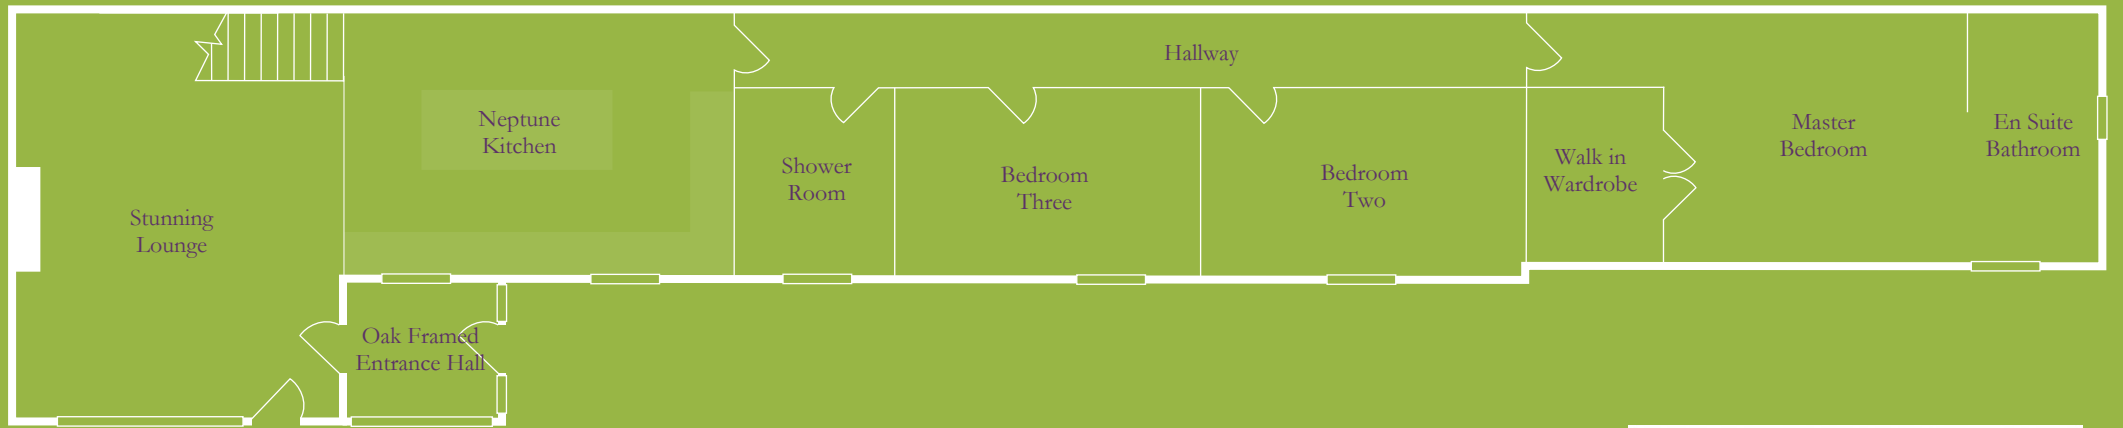 Hallway
Neptune
Kitchen
Master
Bedroom
En Suite
Bathroom
Shower
Room
Bedroom
Three
Bedroom
Two
Walk in
Wardrobe
Stunning
Lounge
Oak Framed
Entrance Hall